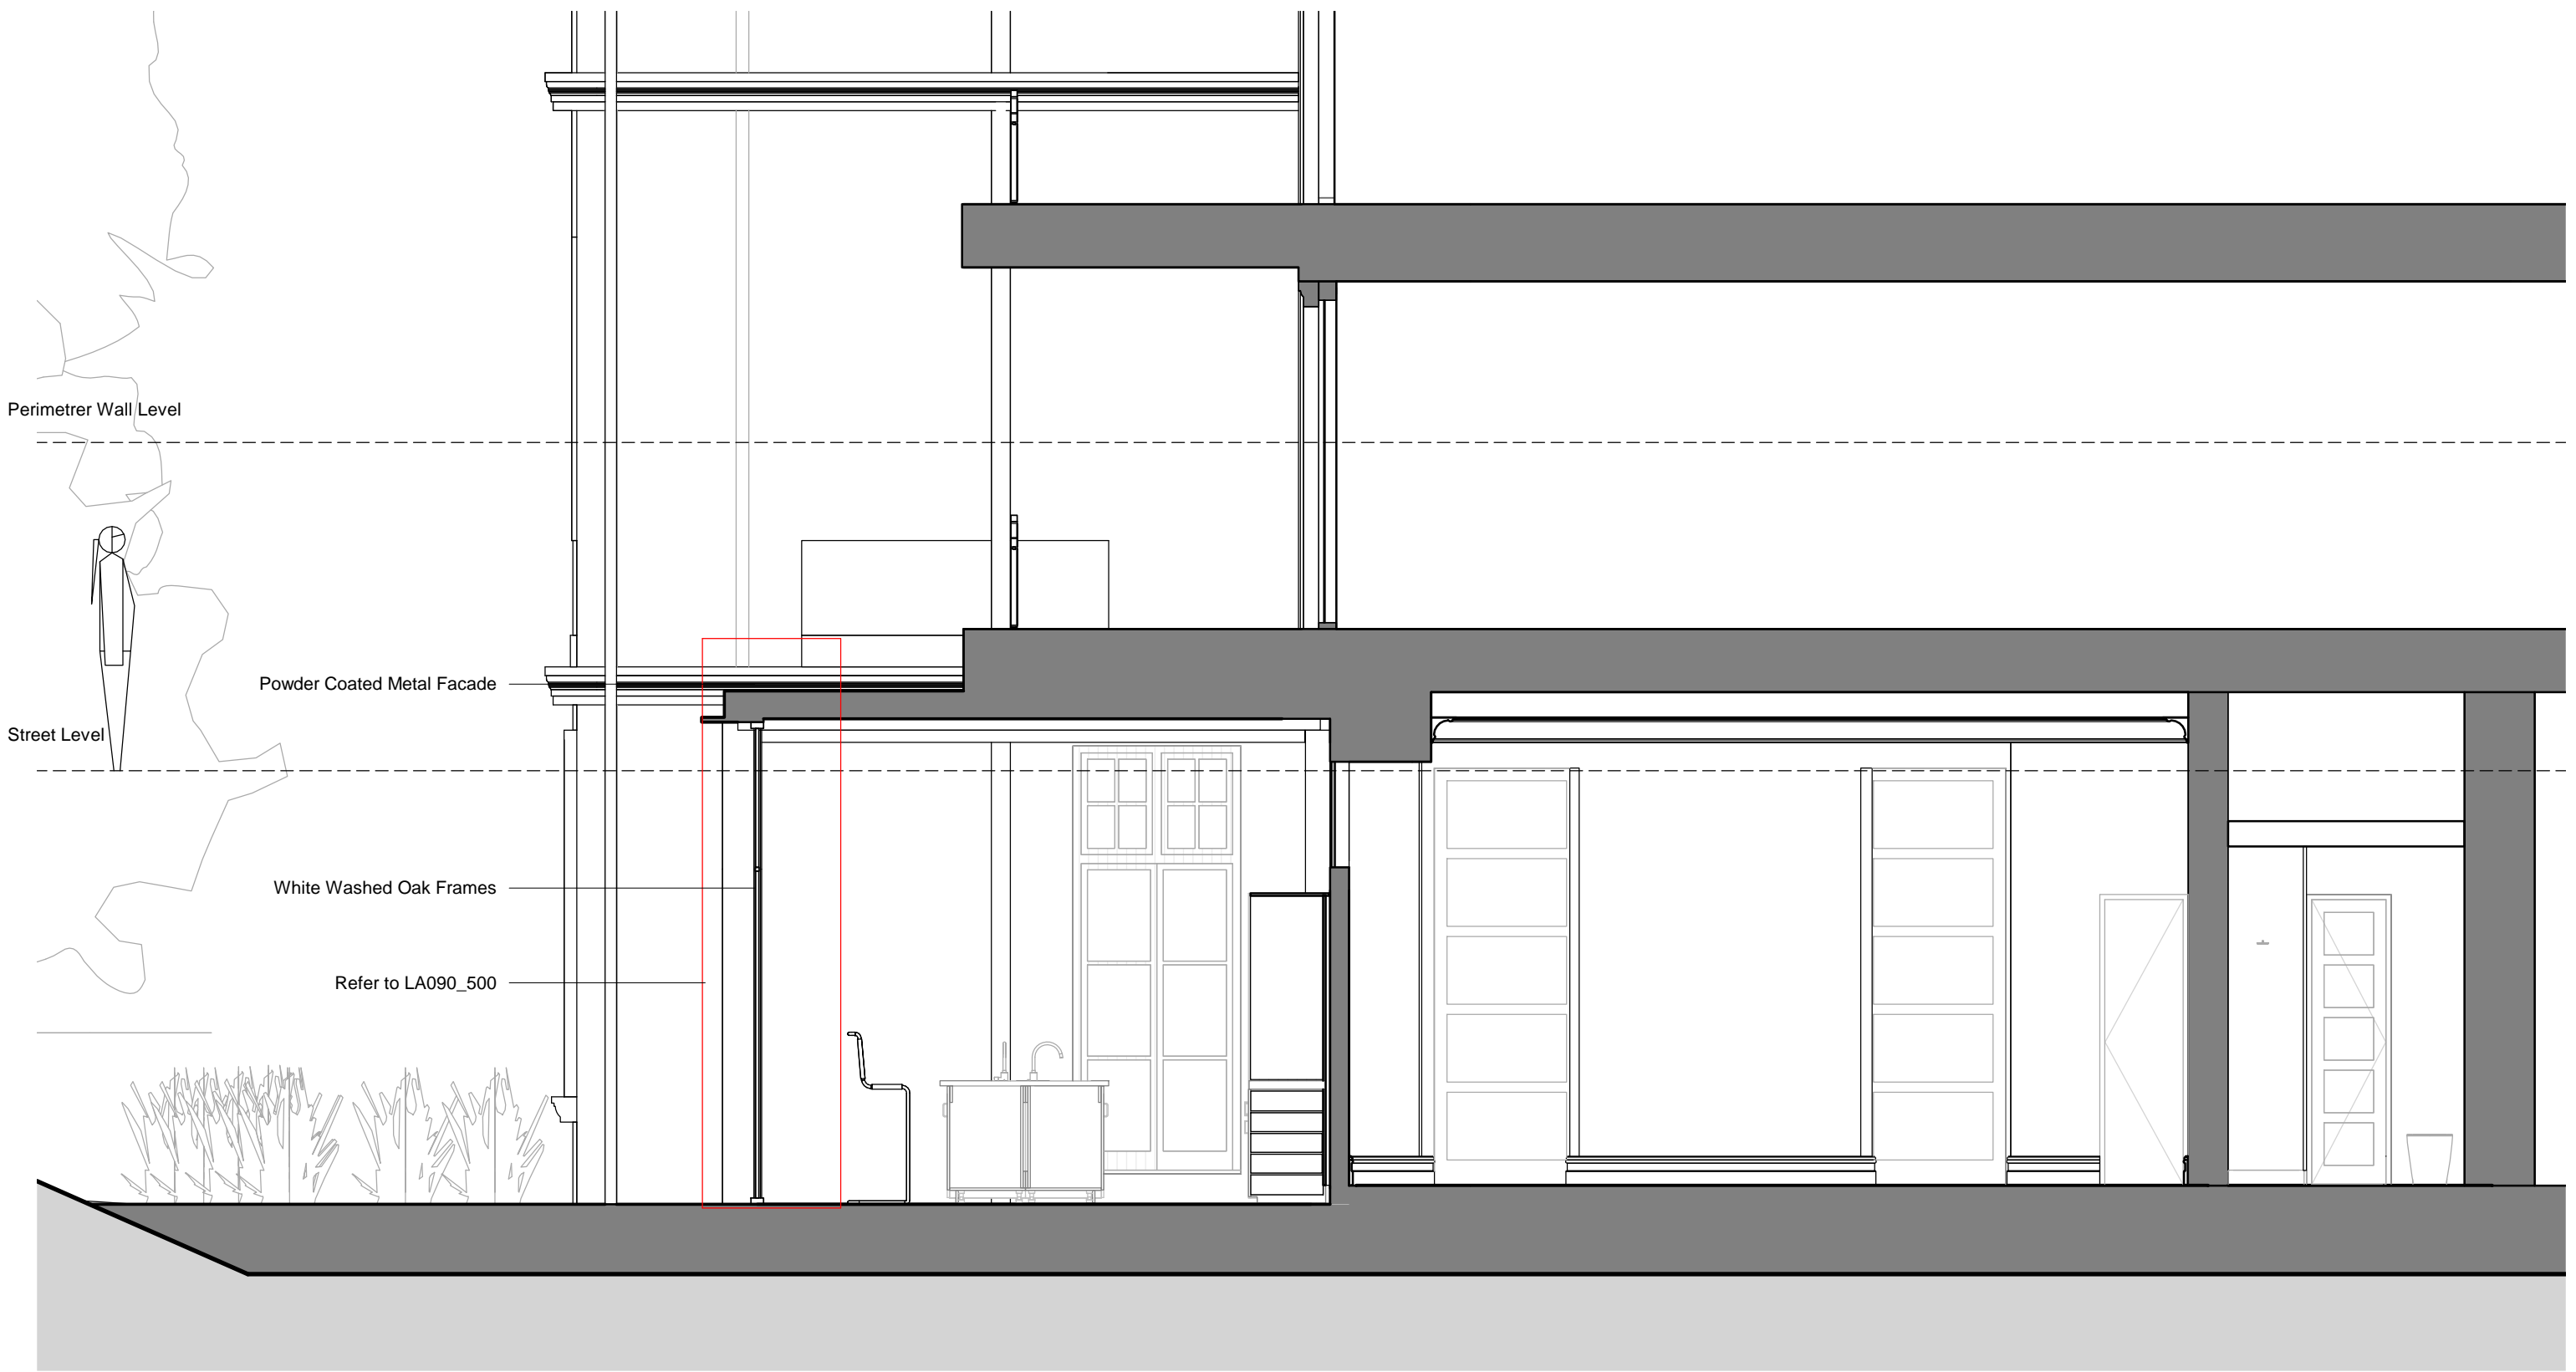 Perimetrer Wall Level
Powder Coated Metal Facade
Street Level
White Washed Oak Frames
Refer to LA090_500